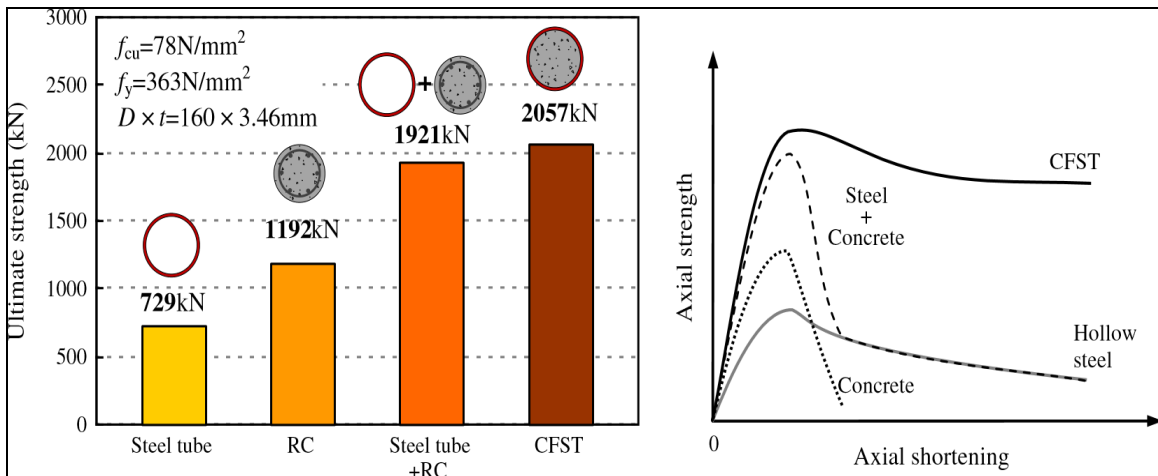 3000
2500
2000
1500
1000
500
0
Ultimate strength (kN)
f_cu=78N/mm²
f_y=363N/mm²
D × t=160 × 3.46mm
729kN
1192kN
+
1921kN
2057kN
Steel tube
RC
Steel tube
+RC
CFST
Axial strength
CFST
Steel
+
Concrete
Hollow
steel
Concrete
0
Axial shortening